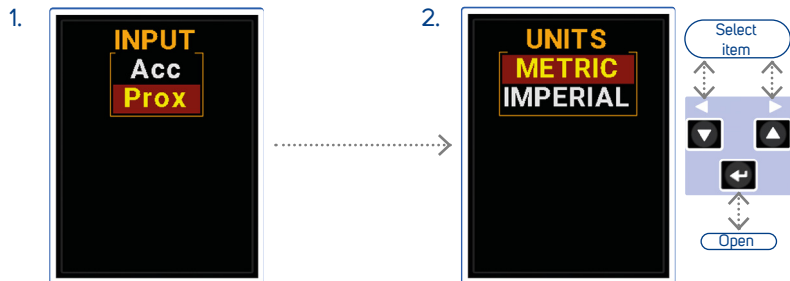 1.
INPUT
Acc
Prox
2.
UNITS
METRIC
IMPERIAL
Select
item
Open